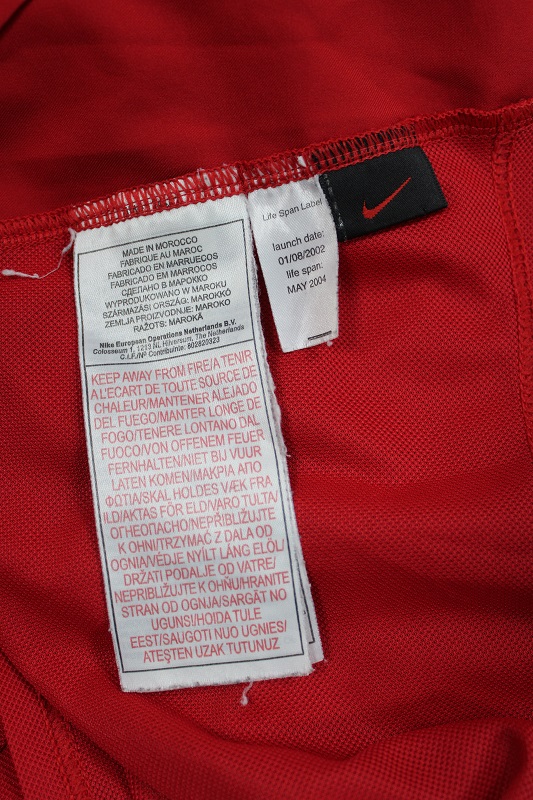 MADE IN MOROCCO
FABRIQUE AU MAROC
FABRICADO EN MARRUECOS
FABRICADO EM MARROCOS
СДЕЛАНО В МАРОККО
WYPRODUKOWANO W MAROKU
SZÁRMAZÁSI ORSZÁG: MAROKKÓ
ZEMLJA PROIZVODNJE: MAROKO
RAŽOTS: MAROKĀ
Nike European Operations Netherlands B.V.
Colosseum 1, 1213 NL Hilversum, The Netherlands
C.I.F./Nº Contribuinte: 802820323
KEEP AWAY FROM FIRE/A TENIR
A L'ECART DE TOUTE SOURCE DE
CHALEUR/MANTENER ALEJADO
DEL FUEGO/MANTER LONGE DE
FOGO/TENERE LONTANO DAL
FUOCO/VON OFFENEM FEUER
FERNHALTEN/NIET BIJ VUUR
LATEN KOMEN/ΜΑΚΡΙΑ ΑΠΟ
ΦΩΤΙΑ/SKAL HOLDES VÆK FRA
ILD/AKTAS FÖR ELD/VARO TULTA/
ОГНЕОПАСНО/NEPŘIBLIŽUJTE
K OHNI/TRZYMAĆ Z DALA OD
OGNIA/VÉDJE NYÍLT LÁNG ELŐL/
DRŽATI PODALJE OD VATRE/
NEPRIBLIŽUJTE K OHŇU/HRANITE
STRAN OD OGNJA/SARGĀT NO
UGUNS!/HOIDA TULE
EEST/SAUGOTI NUO UGNIES/
ATEŞTEN UZAK TUTUNUZ
Life Span Label
launch date:
01/08/2002
life span:
MAY 2004